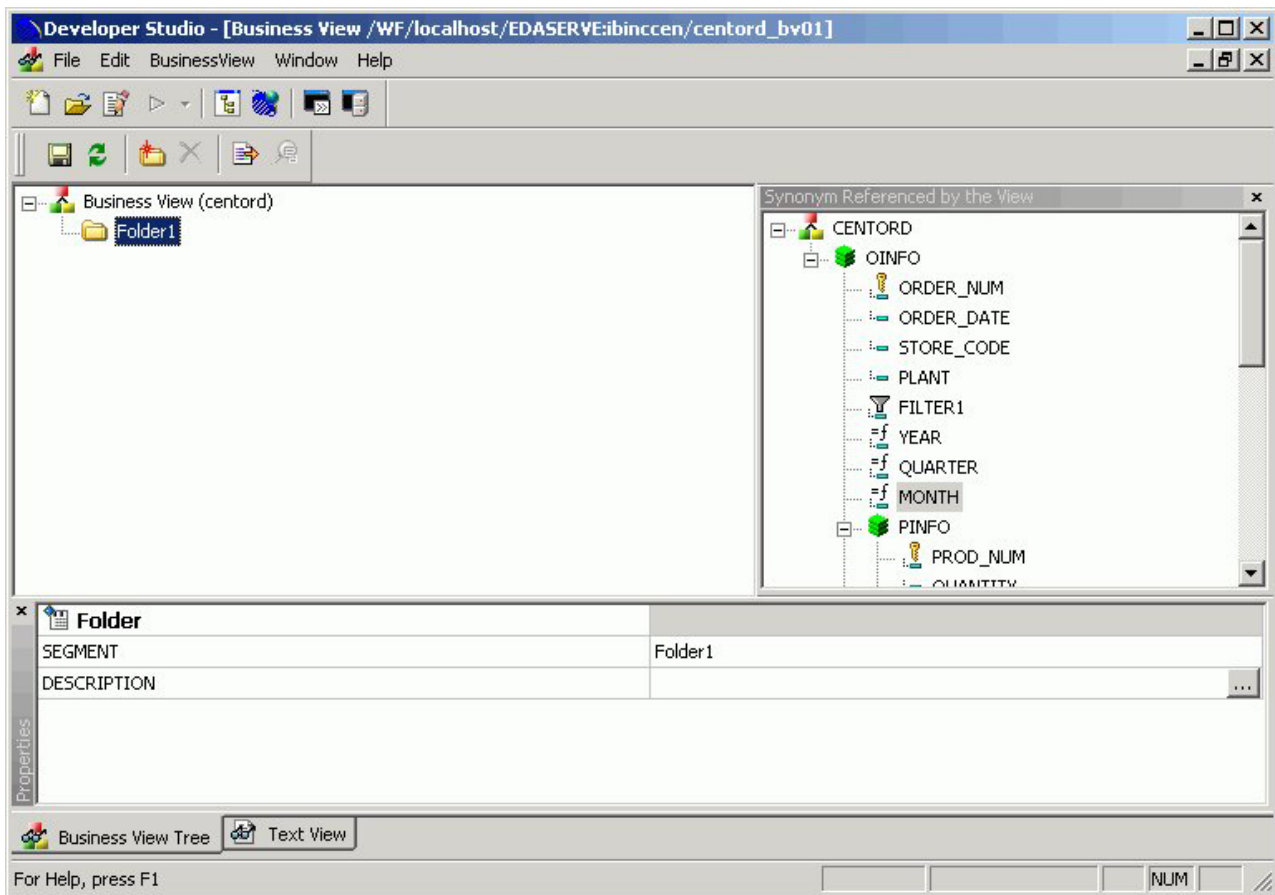 Developer Studio - [Business View /WF/localhost/EDASERVE:ibinccen/centord_bv01]
File Edit BusinessView Window Help
Business View (centord)
Folder1
Synonym Referenced by the View
CENTORD
OINFO
ORDER_NUM
ORDER_DATE
STORE_CODE
PLANT
FILTER1
YEAR
QUARTER
MONTH
PINFO
PROD_NUM
QUANTITY
Properties
Folder
SEGMENT Folder1
DESCRIPTION ...
Business View Tree Text View
For Help, press F1 NUM